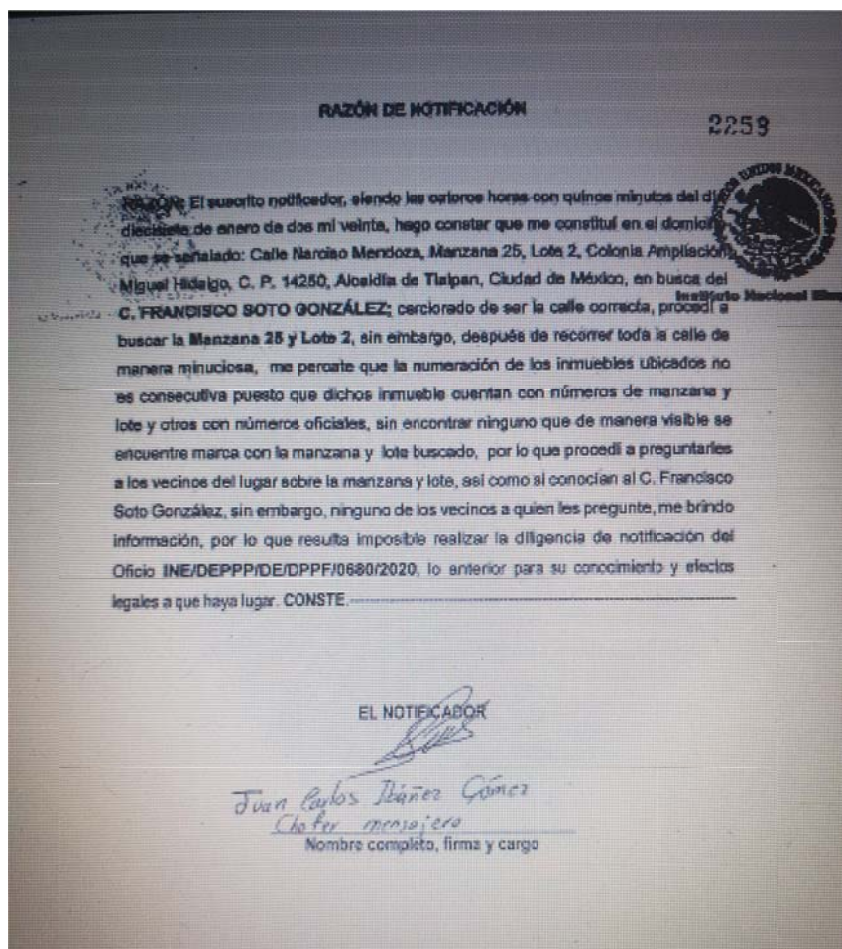 RAZÓN DE NOTIFICACIÓN
2259
RAZÓN: El suscrito notificador, siendo las catorce horas con quince minutos del dí
diecisiete de enero de dos mi veinte, hago constar que me constituí en el domici
que se señalado: Calle Narciso Mendoza, Manzana 25, Lote 2, Colonia Ampliación
Miguel Hidalgo, C. P. 14250, Alcaldía de Tlalpan, Ciudad de México, en busca del
C. FRANCISCO SOTO GONZÁLEZ; cerciorado de ser la calle correcta, procedí a
buscar la Manzana 25 y Lote 2, sin embargo, después de recorrer toda la calle de
manera minuciosa, me percate que la numeración de los inmuebles ubicados no
es consecutiva puesto que dichos inmueble cuentan con números de manzana y
lote y otros con números oficiales, sin encontrar ninguno que de manera visible se
encuentre marca con la manzana y lote buscado, por lo que procedí a preguntarles
a los vecinos del lugar sobre la manzana y lote, así como si conocían al C. Francisco
Soto González, sin embargo, ninguno de los vecinos a quien les pregunte, me brindo
información, por lo que resulta imposible realizar la diligencia de notificación del
Oficio INE/DEPPP/DE/DPPF/0680/2020, lo anterior para su conocimiento y efectos
legales a que haya lugar. CONSTE.
UNIDOS MEXICANOS
Instituto Nacional
EL NOTIFICADOR
Juan Carlos Ibáñez Gómez
Chofer mensajero
Nombre completo, firma y cargo